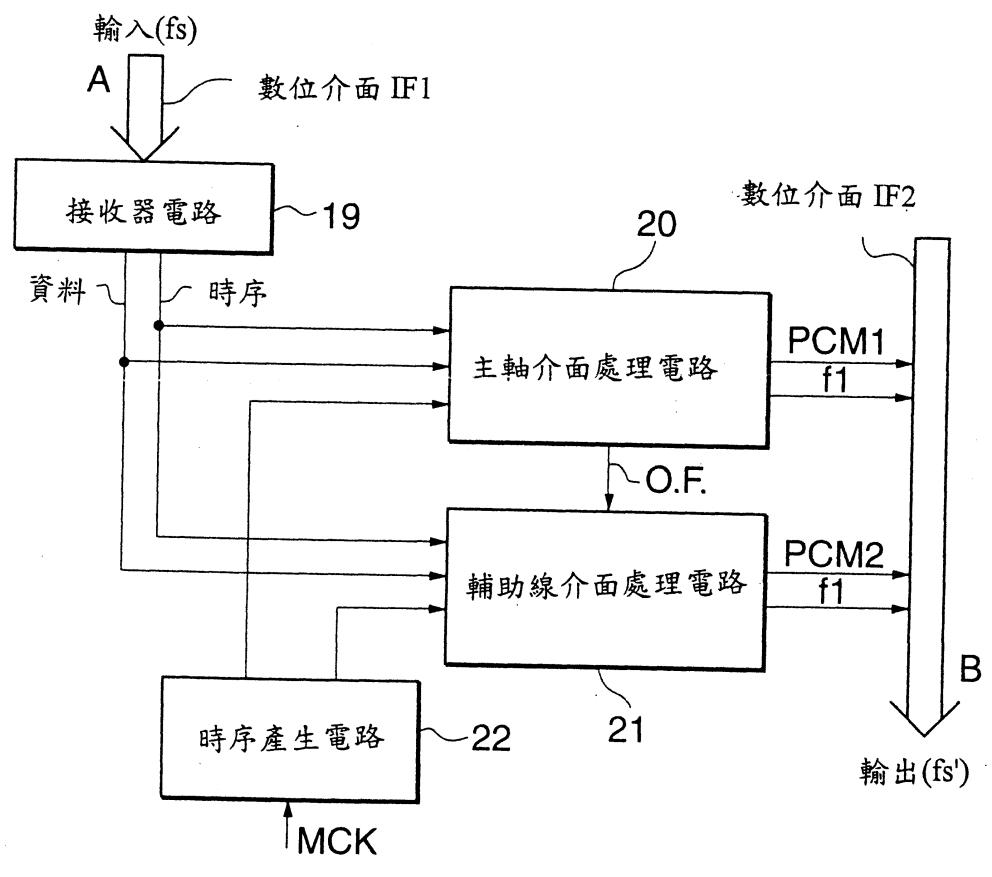 輸入(fs)
A
數位介面 IF1
接收器電路
19
數位介面 IF2
資料
時序
20
主軸介面處理電路
PCM1
f1
O.F.
輔助線介面處理電路
PCM2
f1
B
21
時序產生電路
22
輸出(fs')
MCK